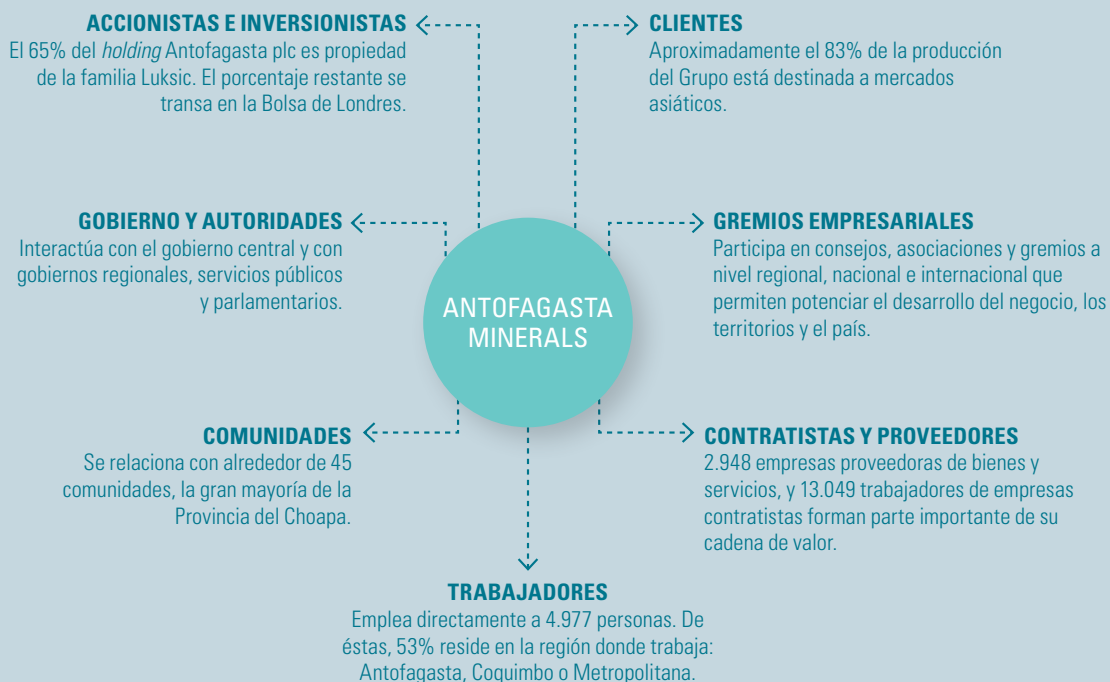 ACCIONISTAS E INVERSIONISTAS
El 65% del holding Antofagasta plc es propiedad
de la familia Luksic. El porcentaje restante se
transa en la Bolsa de Londres.
CLIENTES
Aproximadamente el 83% de la producción
del Grupo está destinada a mercados
asiáticos.
GOBIERNO Y AUTORIDADES
Interactúa con el gobierno central y con
gobiernos regionales, servicios públicos
y parlamentarios.
GREMIOS EMPRESARIALES
Participa en consejos, asociaciones y gremios a
nivel regional, nacional e internacional que
permiten potenciar el desarrollo del negocio, los
territorios y el país.
ANTOFAGASTA
MINERALS
COMUNIDADES
Se relaciona con alrededor de 45
comunidades, la gran mayoría de la
Provincia del Choapa.
CONTRATISTAS Y PROVEEDORES
2.948 empresas proveedoras de bienes y
servicios, y 13.049 trabajadores de empresas
contratistas forman parte importante de su
cadena de valor.
TRABAJADORES
Emplea directamente a 4.977 personas. De
éstas, 53% reside en la región donde trabaja:
Antofagasta, Coquimbo o Metropolitana.